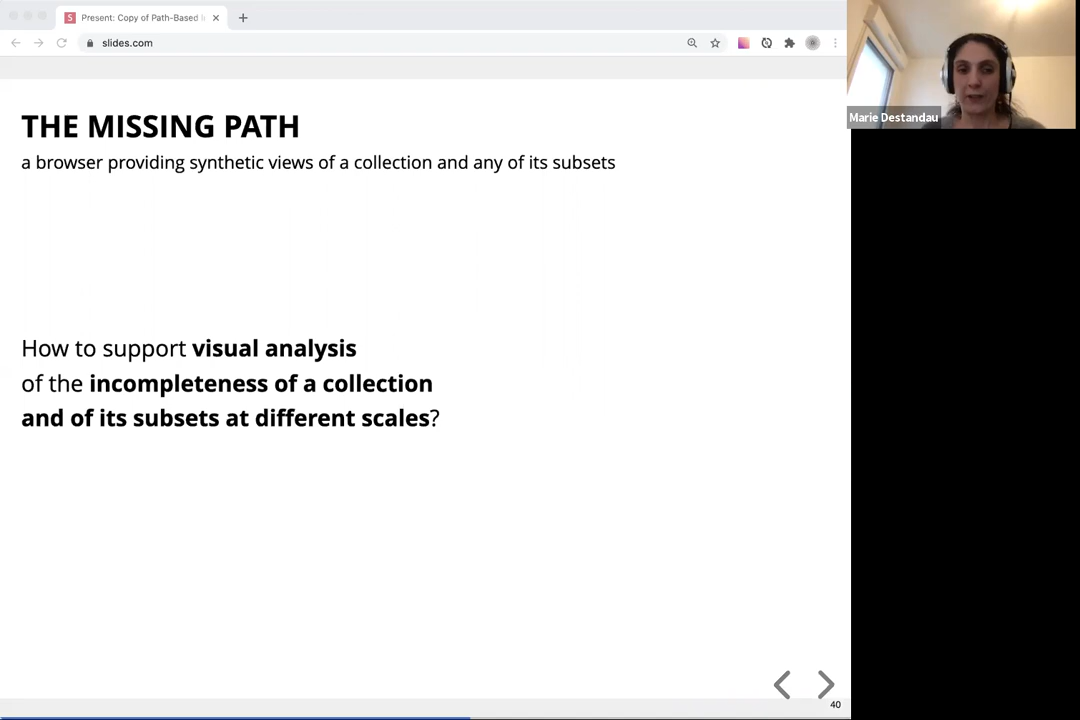 Present: Copy of Path-Based I
slides.com
Marie Destandau
THE MISSING PATH
a browser providing synthetic views of a collection and any of its subsets
How to support visual analysis
of the incompleteness of a collection
and of its subsets at different scales?
40